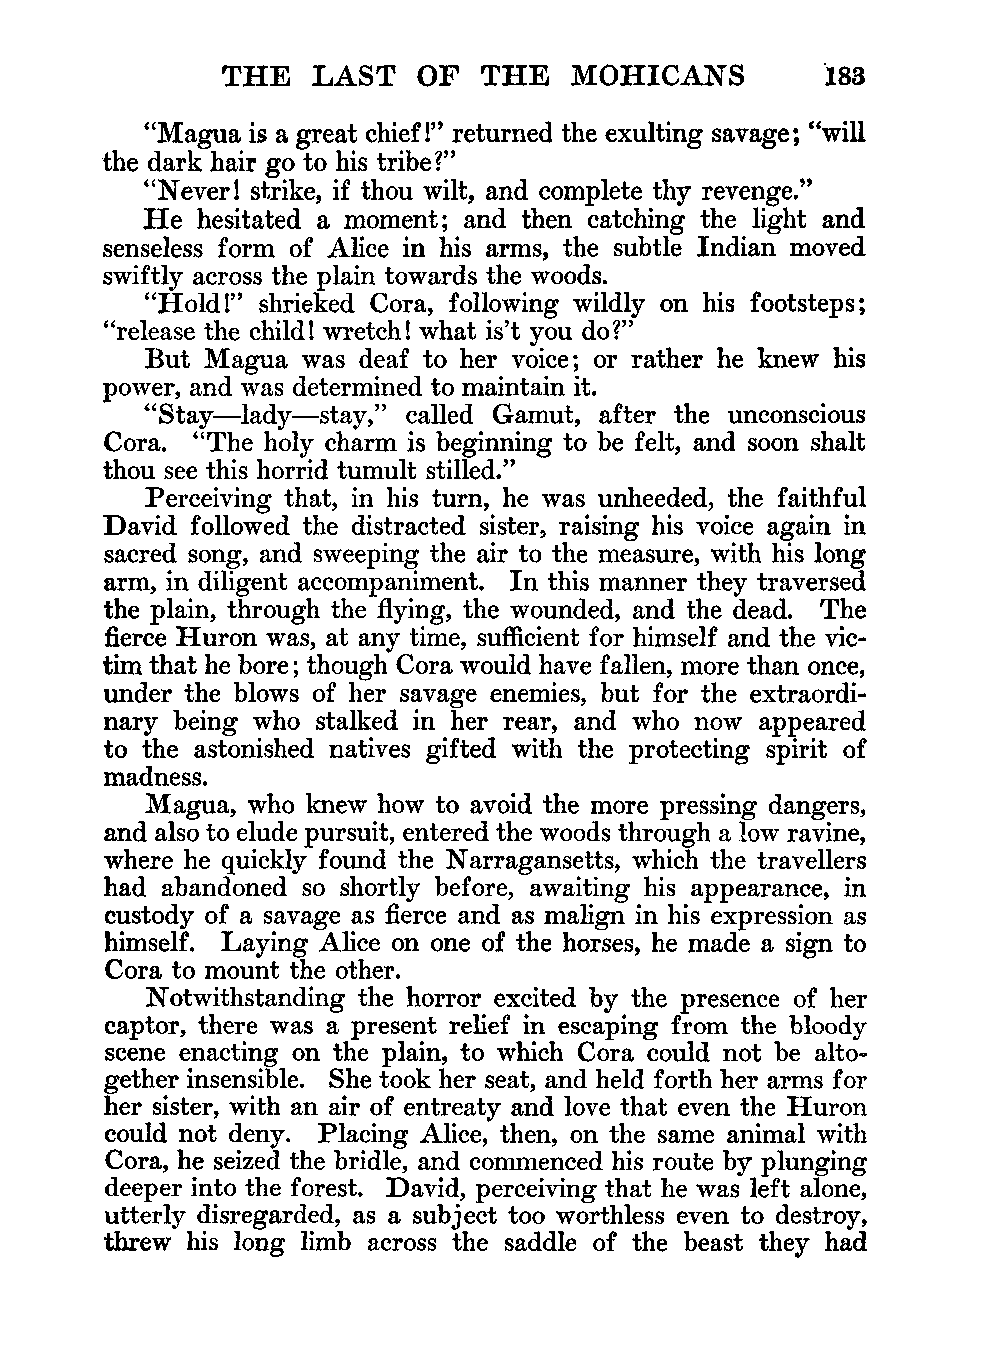 THE LAST OF THE MOHICANS 183
"Magua is a great chief!" returned the exulting savage; "will
the dark hair go to his tribe?"
"Never! strike, if thou wilt, and complete thy revenge."
He hesitated a moment; and then catching the light and
senseless form of Alice in his arms, the subtle Indian moved
swiftly across the plain towards the woods.
"Hold!" shrieked Cora, following wildly on his footsteps;
"release the child! wretch! what is't you do?"
But Magua was deaf to her voice; or rather he knew his
power, and was determined to maintain it.
"Stay—lady—stay," called Gamut, after the unconscious
Cora. "The holy charm is beginning to be felt, and soon shalt
thou see this horrid tumult stilled."
Perceiving that, in his turn, he was unheeded, the faithful
David followed the distracted sister, raising his voice again in
sacred song, and sweeping the air to the measure, with his long
arm, in diligent accompaniment. In this manner they traversed
the plain, through the flying, the wounded, and the dead. The
fierce Huron was, at any time, sufficient for himself and the vic-
tim that he bore; though Cora would have fallen, more than once,
under the blows of her savage enemies, but for the extraordi-
nary being who stalked in her rear, and who now appeared
to the astonished natives gifted with the protecting spirit of
madness.
Magua, who knew how to avoid the more pressing dangers,
and also to elude pursuit, entered the woods through a low ravine,
where he quickly found the Narragansetts, which the travellers
had abandoned so shortly before, awaiting his appearance, in
custody of a savage as fierce and as malign in his expression as
himself. Laying Alice on one of the horses, he made a sign to
Cora to mount the other.
Notwithstanding the horror excited by the presence of her
captor, there was a present relief in escaping from the bloody
scene enacting on the plain, to which Cora could not be alto-
gether insensible. She took her seat, and held forth her arms for
her sister, with an air of entreaty and love that even the Huron
could not deny. Placing Alice, then, on the same animal with
Cora, he seized the bridle, and commenced his route by plunging
deeper into the forest. David, perceiving that he was left alone,
utterly disregarded, as a subject too worthless even to destroy,
threw his long limb across the saddle of the beast they had